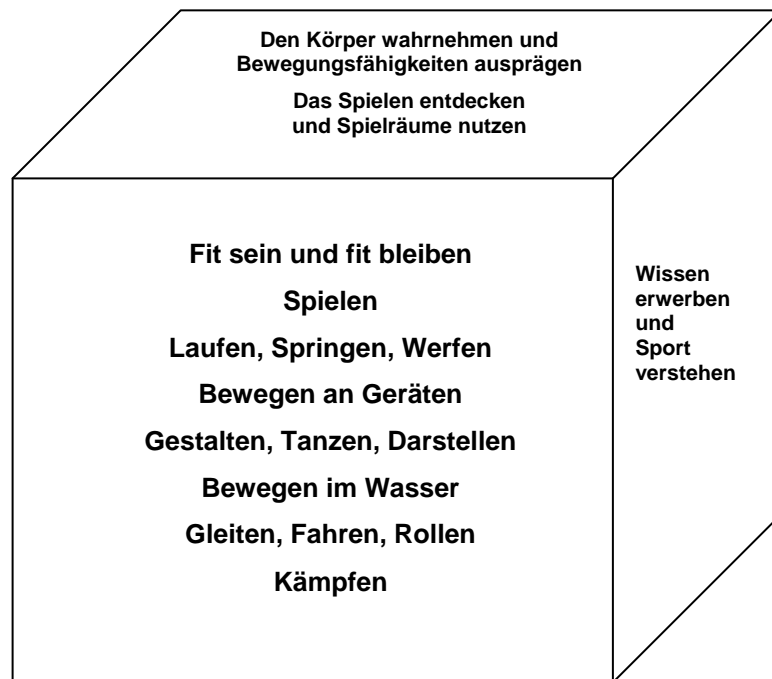 Den Körper wahrnehmen und
Bewegungsfähigkeiten ausprägen
Das Spielen entdecken
und Spielräume nutzen
Fit sein und fit bleiben
Spielen
Laufen, Springen, Werfen
Bewegen an Geräten
Gestalten, Tanzen, Darstellen
Bewegen im Wasser
Gleiten, Fahren, Rollen
Kämpfen
Wissen
erwerben
und
Sport
verstehen